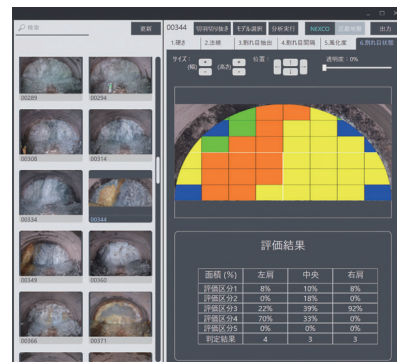 検索
更新
00289
00294
00308
00314
00334
00344
00349
00360
00366
00371
00344
切羽切り抜き
モデル選択
分析実行
NEXCO
出力
1.硬さ
2.注視
3.割れ目抽出
4.割れ目間隔
5.風化度
6.割れ目状態
サイズ：
(幅)
+
-
(高さ)
+
-
位置：
透明度：0%
評価結果
面積 (%) 左肩 中央 右肩
評価区分1 8% 10% 8%
評価区分2 0% 18% 0%
評価区分3 22% 39% 92%
評価区分4 70% 33% 0%
評価区分5 0% 0% 0%
判定結果 4 3 3